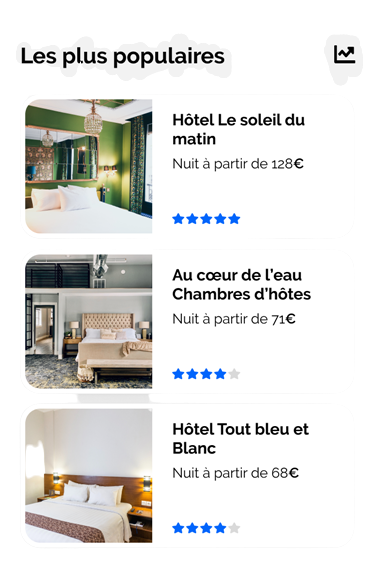 Les plus populaires
Hôtel Le soleil du
matin
Nuit à partir de 128€
Au cœur de l'eau
Chambres d'hôtes
Nuit à partir de 71€
Hôtel Tout bleu et
Blanc
Nuit à partir de 68€